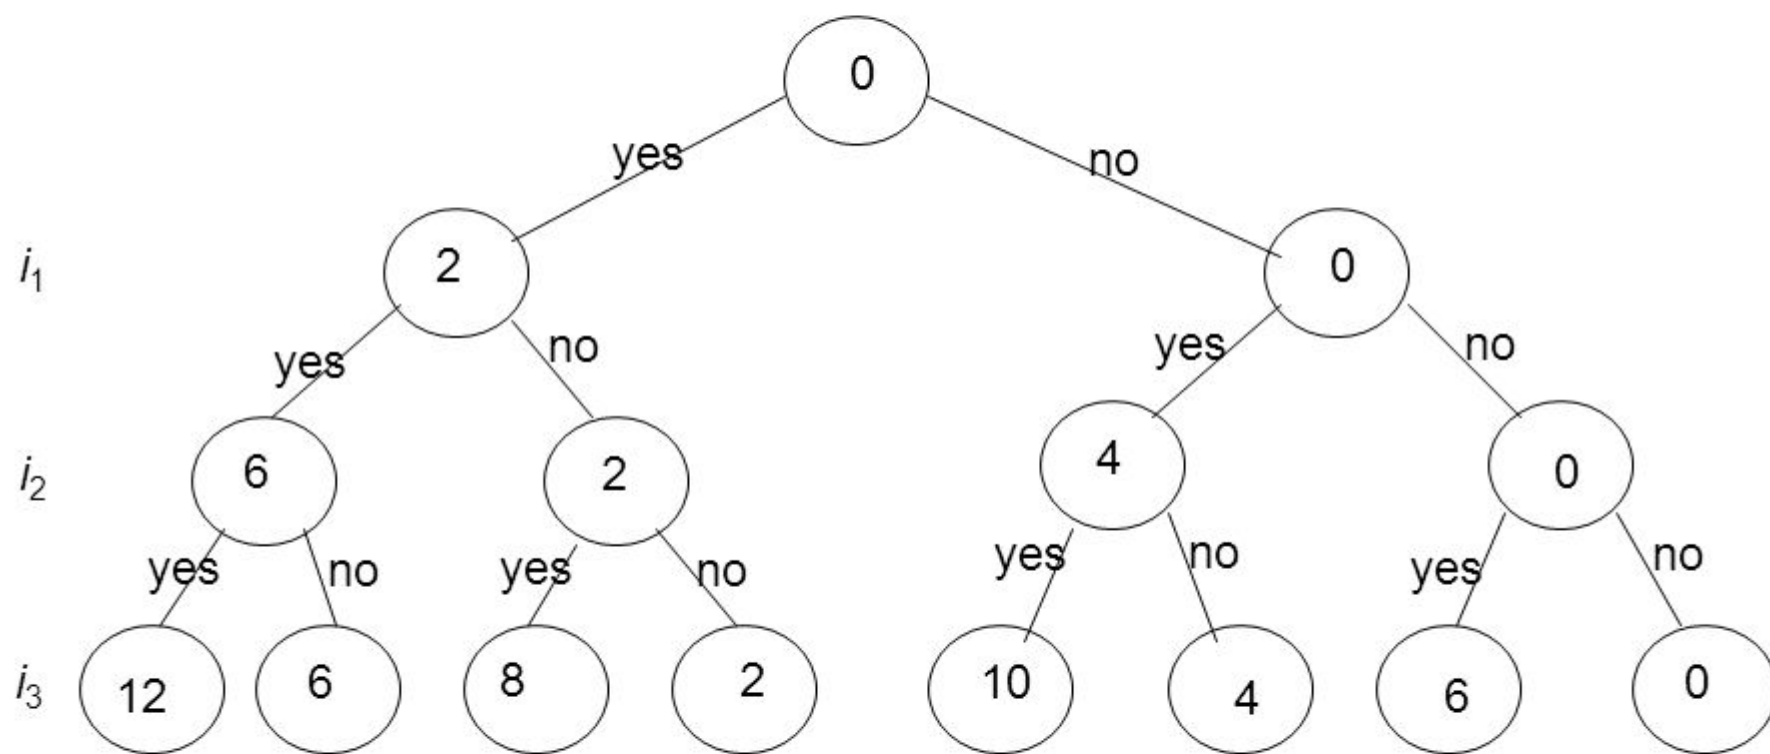 0
yes no
i1 2 0
yes no yes no
i2 6 2 4 0
yes no yes no yes no yes no
i3 12 6 8 2 10 4 6 0